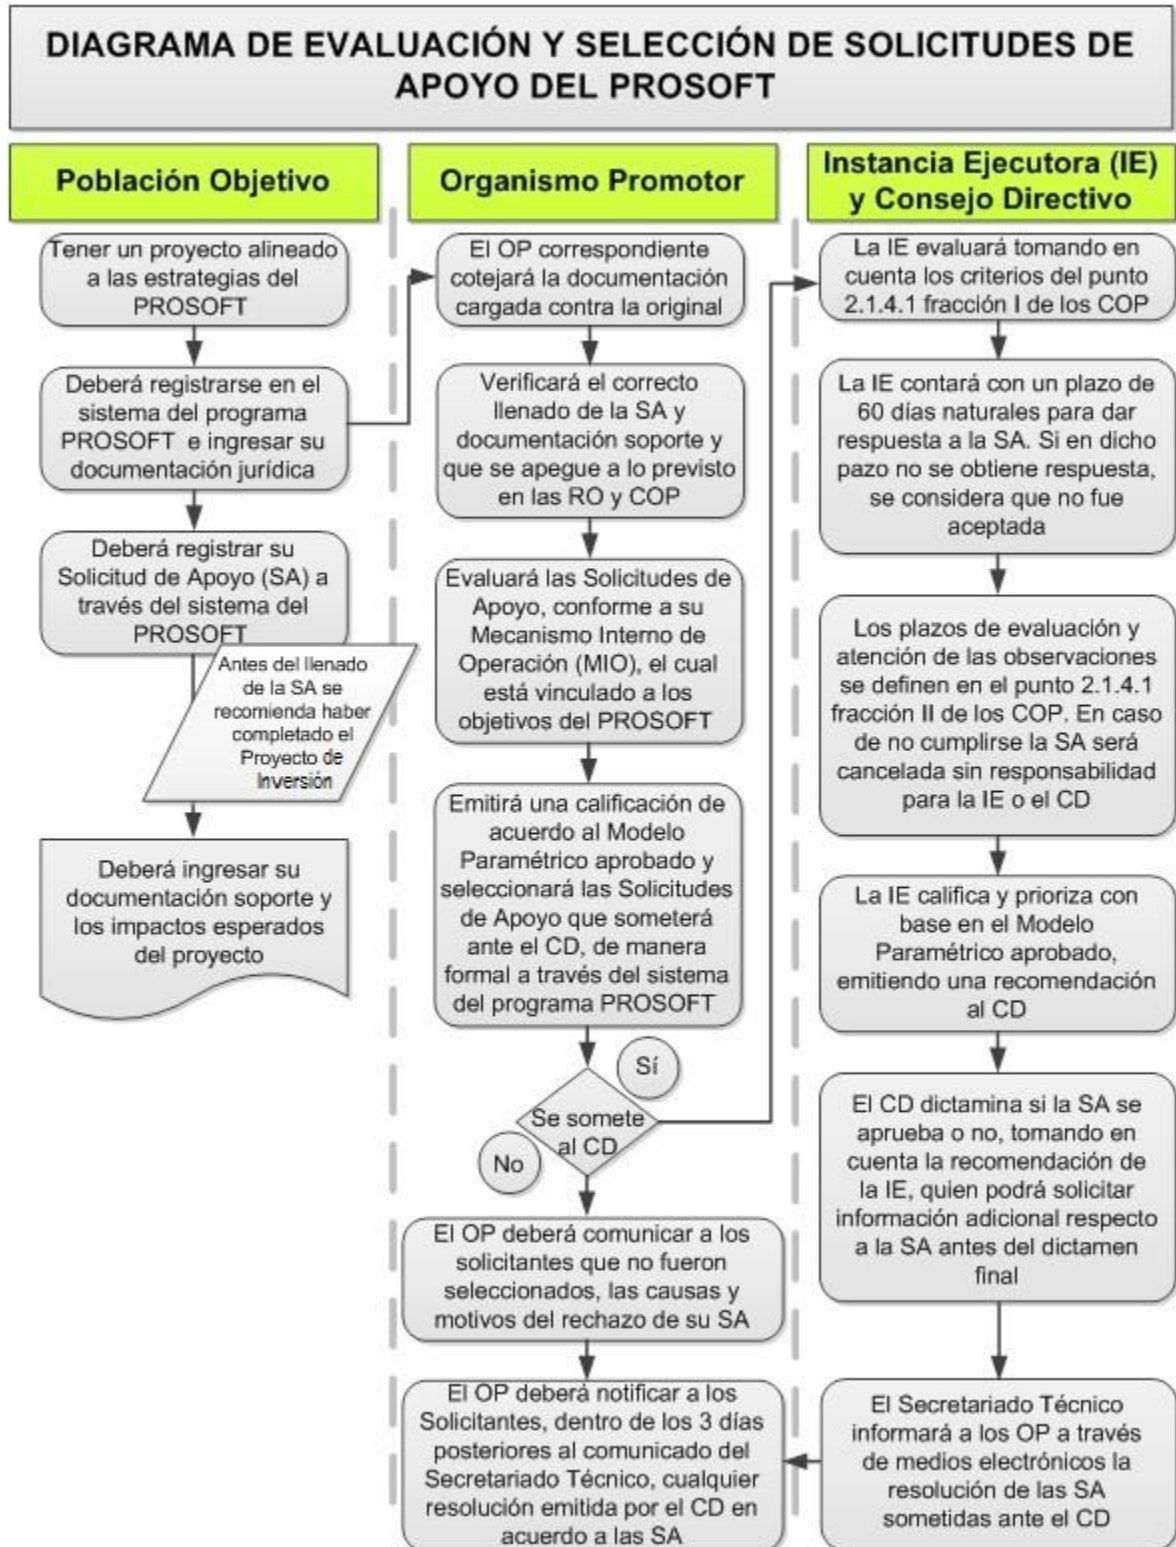 DIAGRAMA DE EVALUACIÓN Y SELECCIÓN DE SOLICITUDES DE
APOYO DEL PROSOFT
Población Objetivo
Tener un proyecto alineado
a las estrategias del
PROSOFT
Deberá registrarse en el
sistema del programa
PROSOFT e ingresar su
documentación jurídica
Deberá registrar su
Solicitud de Apoyo (SA) a
través del sistema del
PROSOFT
Antes del llenado
de la SA se
recomienda haber
completado el
Proyecto de
Inversión
Deberá ingresar su
documentación soporte y
los impactos esperados
del proyecto
Organismo Promotor
El OP correspondiente
cotejará la documentación
cargada contra la original
Verificará el correcto
llenado de la SA y
documentación soporte y
que se apegue a lo previsto
en las RO y COP
Evaluará las Solicitudes de
Apoyo, conforme a su
Mecanismo Interno de
Operación (MIO), el cual
está vinculado a los
objetivos del PROSOFT
Emitirá una calificación de
acuerdo al Modelo
Paramétrico aprobado y
seleccionará las Solicitudes
de Apoyo que someterá
ante el CD, de manera
formal a través del sistema
del programa PROSOFT
Sí
Se somete
al CD
No
El OP deberá comunicar a los
solicitantes que no fueron
seleccionados, las causas y
motivos del rechazo de su SA
El OP deberá notificar a los
Solicitantes, dentro de los 3 días
posteriores al comunicado del
Secretariado Técnico, cualquier
resolución emitida por el CD en
acuerdo a las SA
Instancia Ejecutora (IE)
y Consejo Directivo
La IE evaluará tomando en
cuenta los criterios del punto
2.1.4.1 fracción I de los COP
La IE contará con un plazo de
60 días naturales para dar
respuesta a la SA. Si en dicho
pazo no se obtiene respuesta,
se considera que no fue
aceptada
Los plazos de evaluación y
atención de las observaciones
se definen en el punto 2.1.4.1
fracción II de los COP. En caso
de no cumplirse la SA será
cancelada sin responsabilidad
para la IE o el CD
La IE califica y prioriza con
base en el Modelo
Paramétrico aprobado,
emitiendo una recomendación
al CD
El CD dictamina si la SA se
aprueba o no, tomando en
cuenta la recomendación de
la IE, quien podrá solicitar
información adicional respecto
a la SA antes del dictamen
final
El Secretariado Técnico
informará a los OP a través
de medios electrónicos la
resolución de las SA
sometidas ante el CD